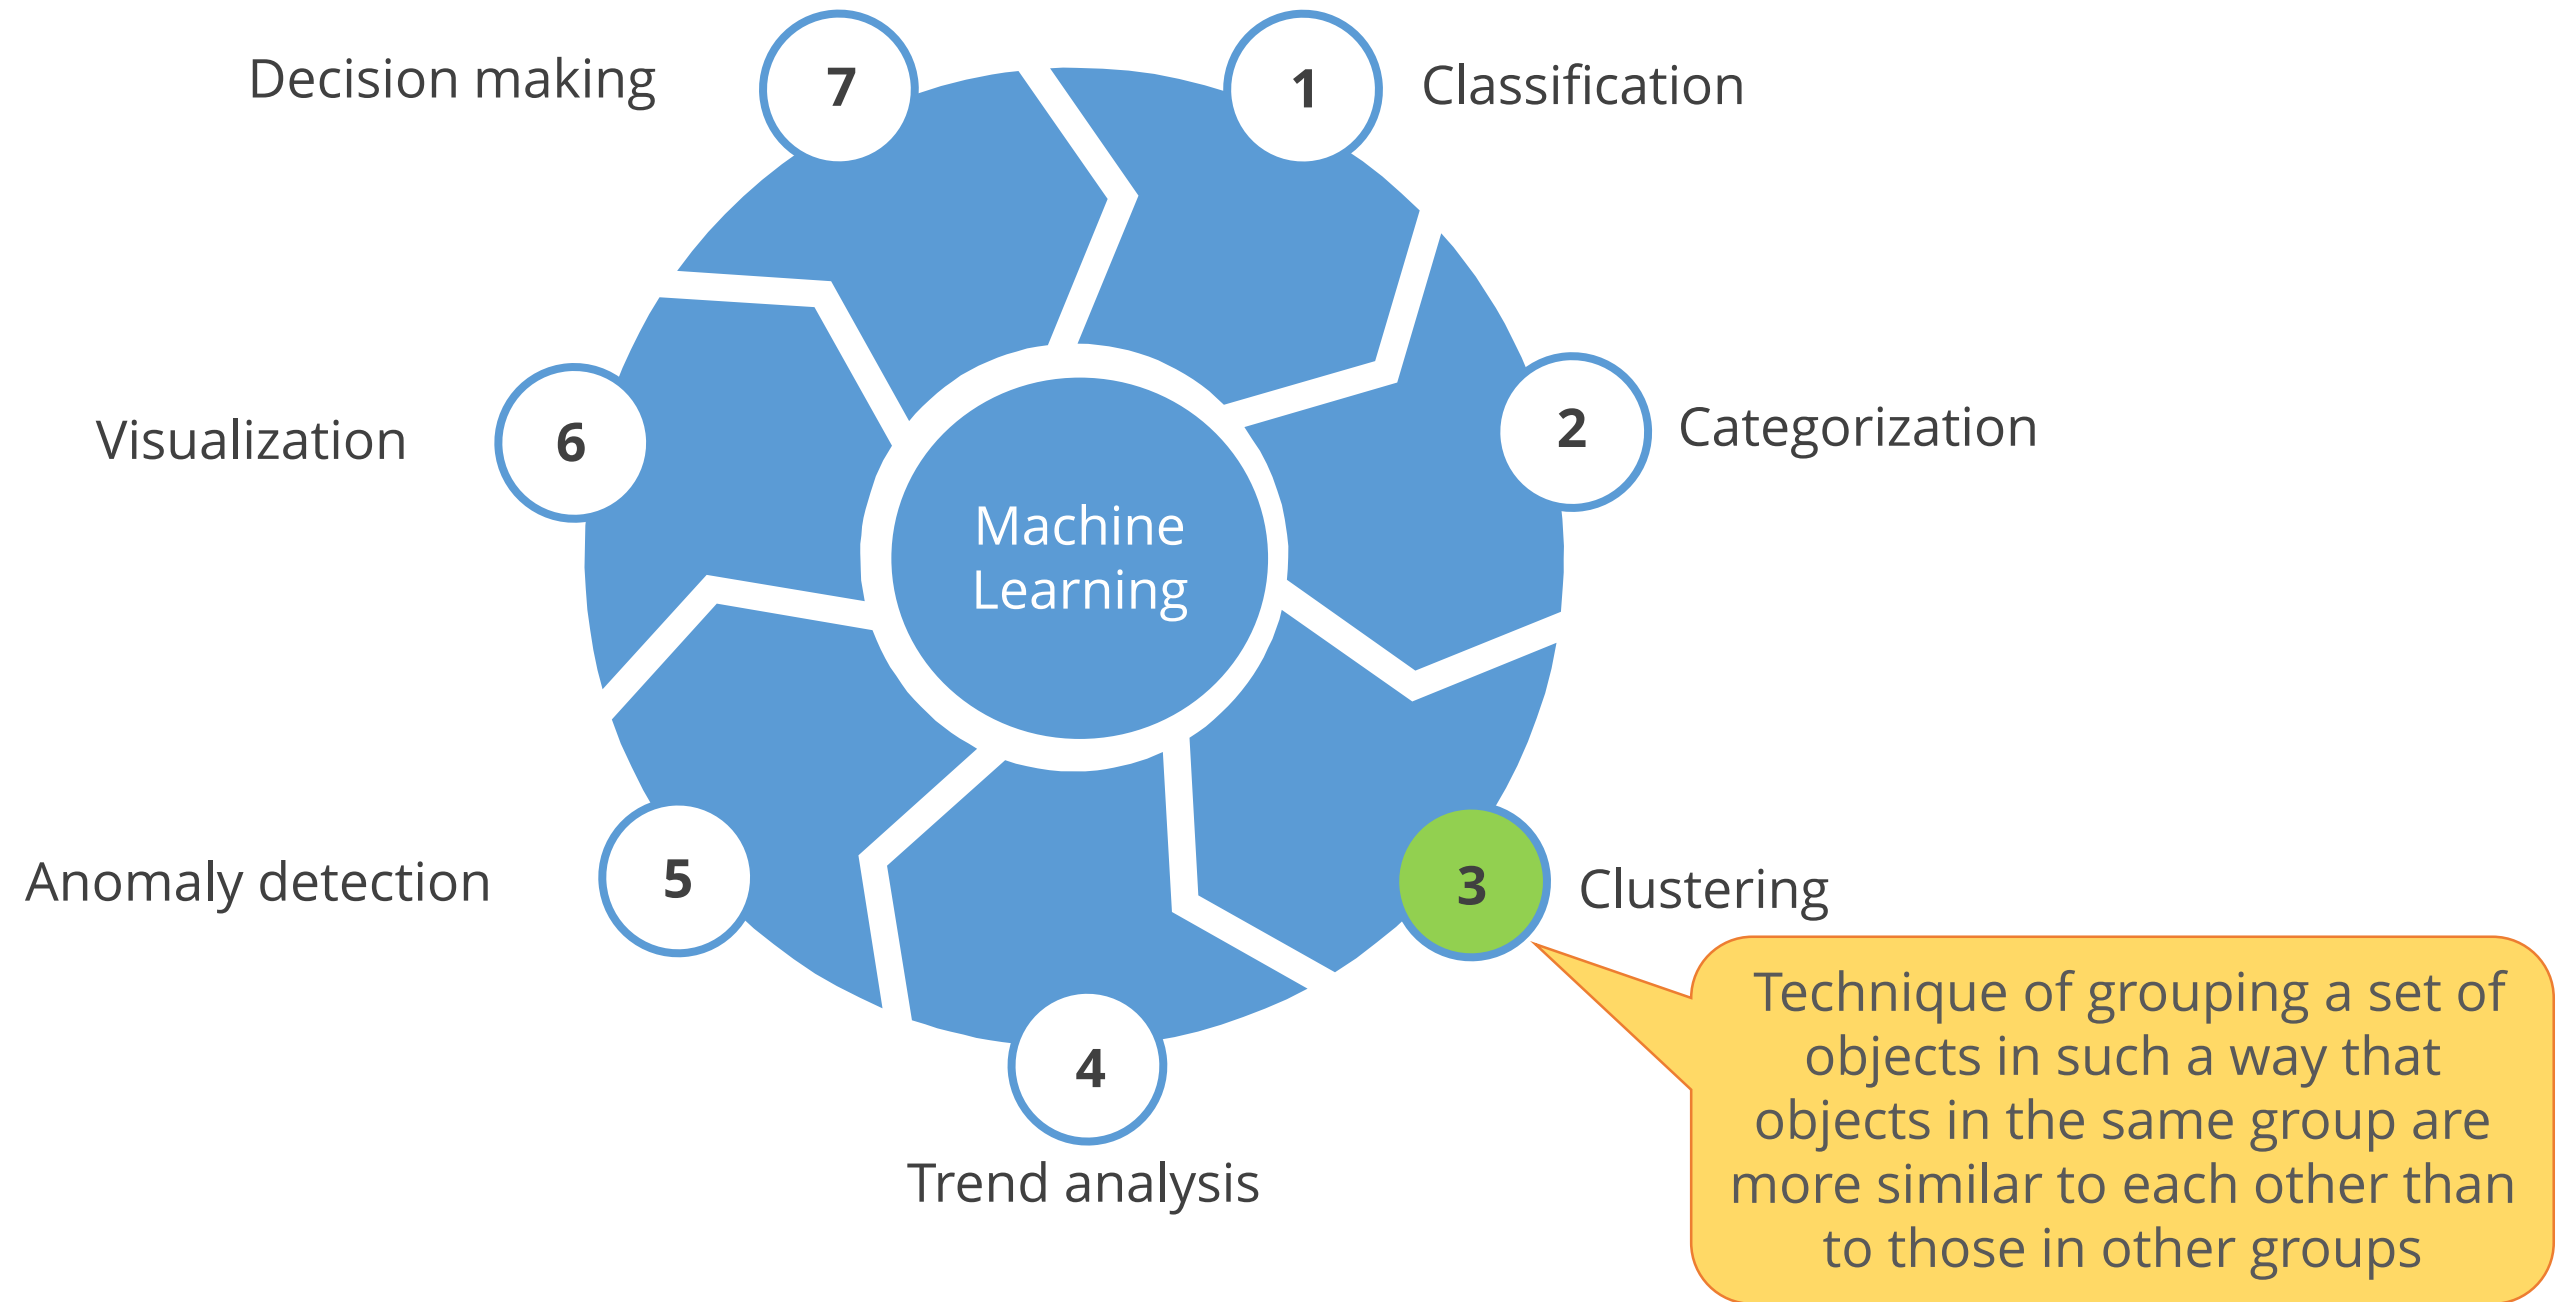 7
Decision making
1
Classification
2
Categorization
6
Visualization
Machine
Learning
3
Clustering
5
Anomaly detection
4
Trend analysis
Technique of grouping a set of
objects in such a way that
objects in the same group are
more similar to each other than
to those in other groups